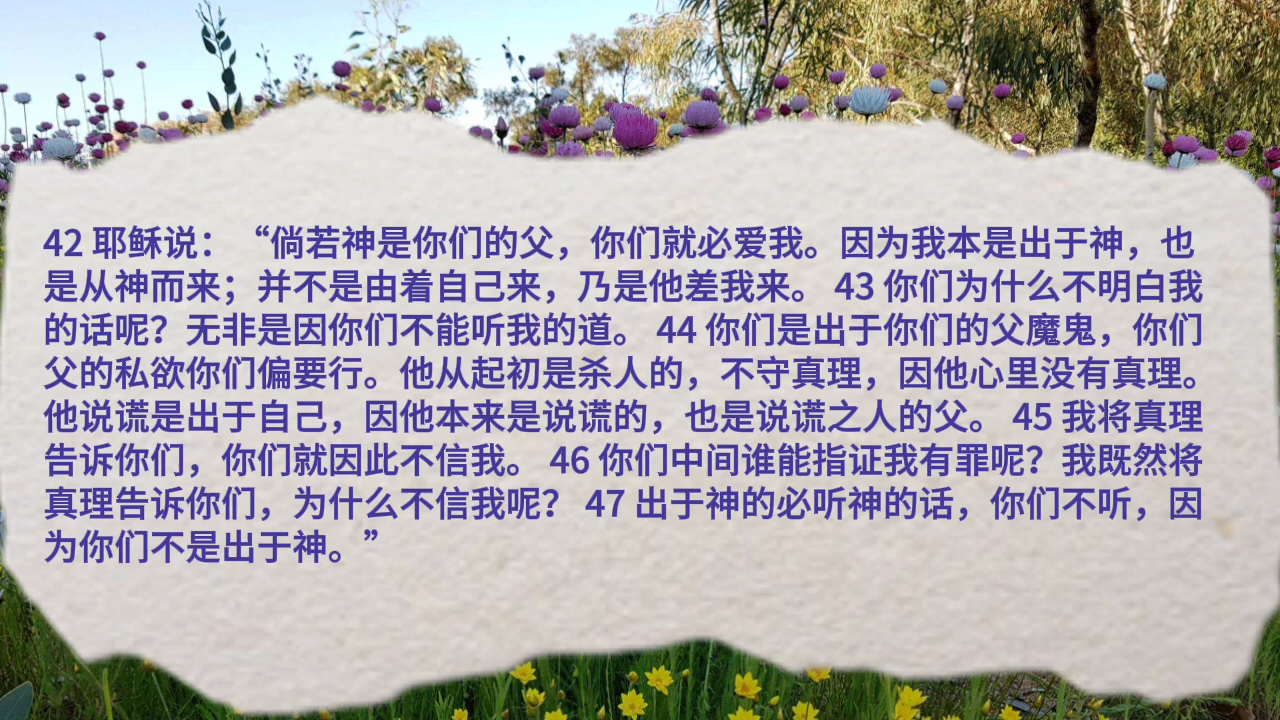 42 耶稣说：“倘若神是你们的父，你们就必爱我。因为我本是出于神，也
是从神而来；并不是由着自己来，乃是他差我来。 43 你们为什么不明白我
的话呢？无非是因你们不能听我的道。 44 你们是出于你们的父魔鬼，你们
父的私欲你们偏要行。他从起初是杀人的，不守真理，因他心里没有真理。
他说谎是出于自己，因他本来是说谎的，也是说谎之人的父。 45 我将真理
告诉你们，你们就因此不信我。 46 你们中间谁能指证我有罪呢？我既然将
真理告诉你们，为什么不信我呢？ 47 出于神的必听神的话，你们不听，因
为你们不是出于神。”